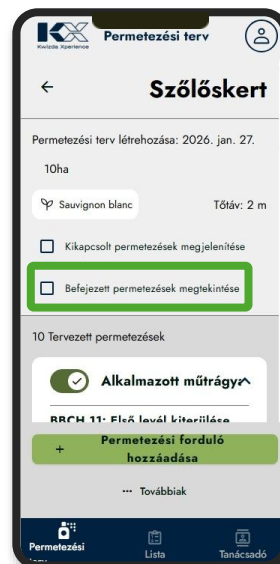 KX
Kwizda Xperience
Permetezési terv
Szőlőskert
Permetezési terv létrehozása: 2026. jan. 27.
10ha
Sauvignon blanc
Tőtáv: 2 m
Kikapcsolt permetezések megjelenítése
Befejezett permetezések megtekintése
10 Tervezett permetezések
Alkalmazott műtrágya
BBCH 11: Első levél kiterülése
+ Permetezési forduló
hozzáadása
··· Továbbiak
Permetezési
terv
Lista
Tanácsadó